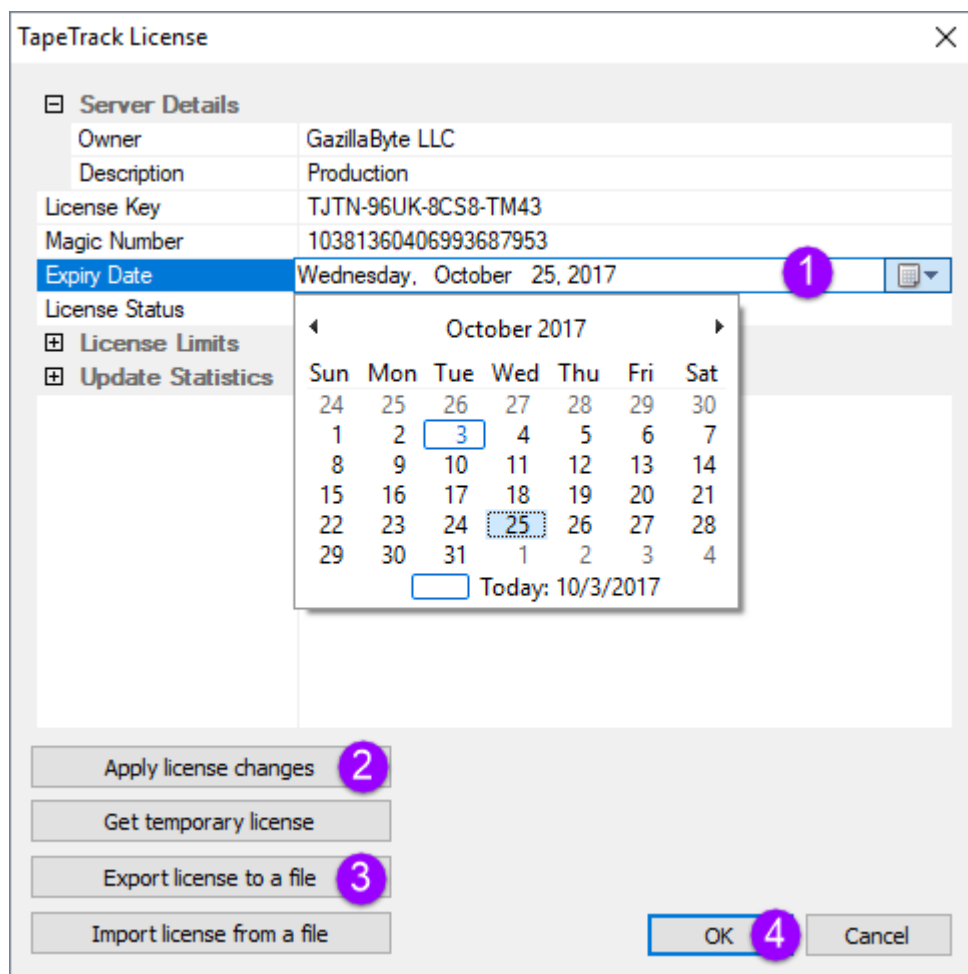 TapeTrack License
Server Details
Owner GazillaByte LLC
Description Production
License Key TJTN-96UK-8CS8-TM43
Magic Number 10381360406993687953
Expiry Date Wednesday, October 25, 2017 1
License Status
License Limits
Update Statistics
October 2017
Sun Mon Tue Wed Thu Fri Sat
24 25 26 27 28 29 30
1 2 3 4 5 6 7
8 9 10 11 12 13 14
15 16 17 18 19 20 21
22 23 24 25 26 27 28
29 30 31 1 2 3 4
Today: 10/3/2017
Apply license changes 2
Get temporary license
Export license to a file 3
Import license from a file
OK 4 Cancel